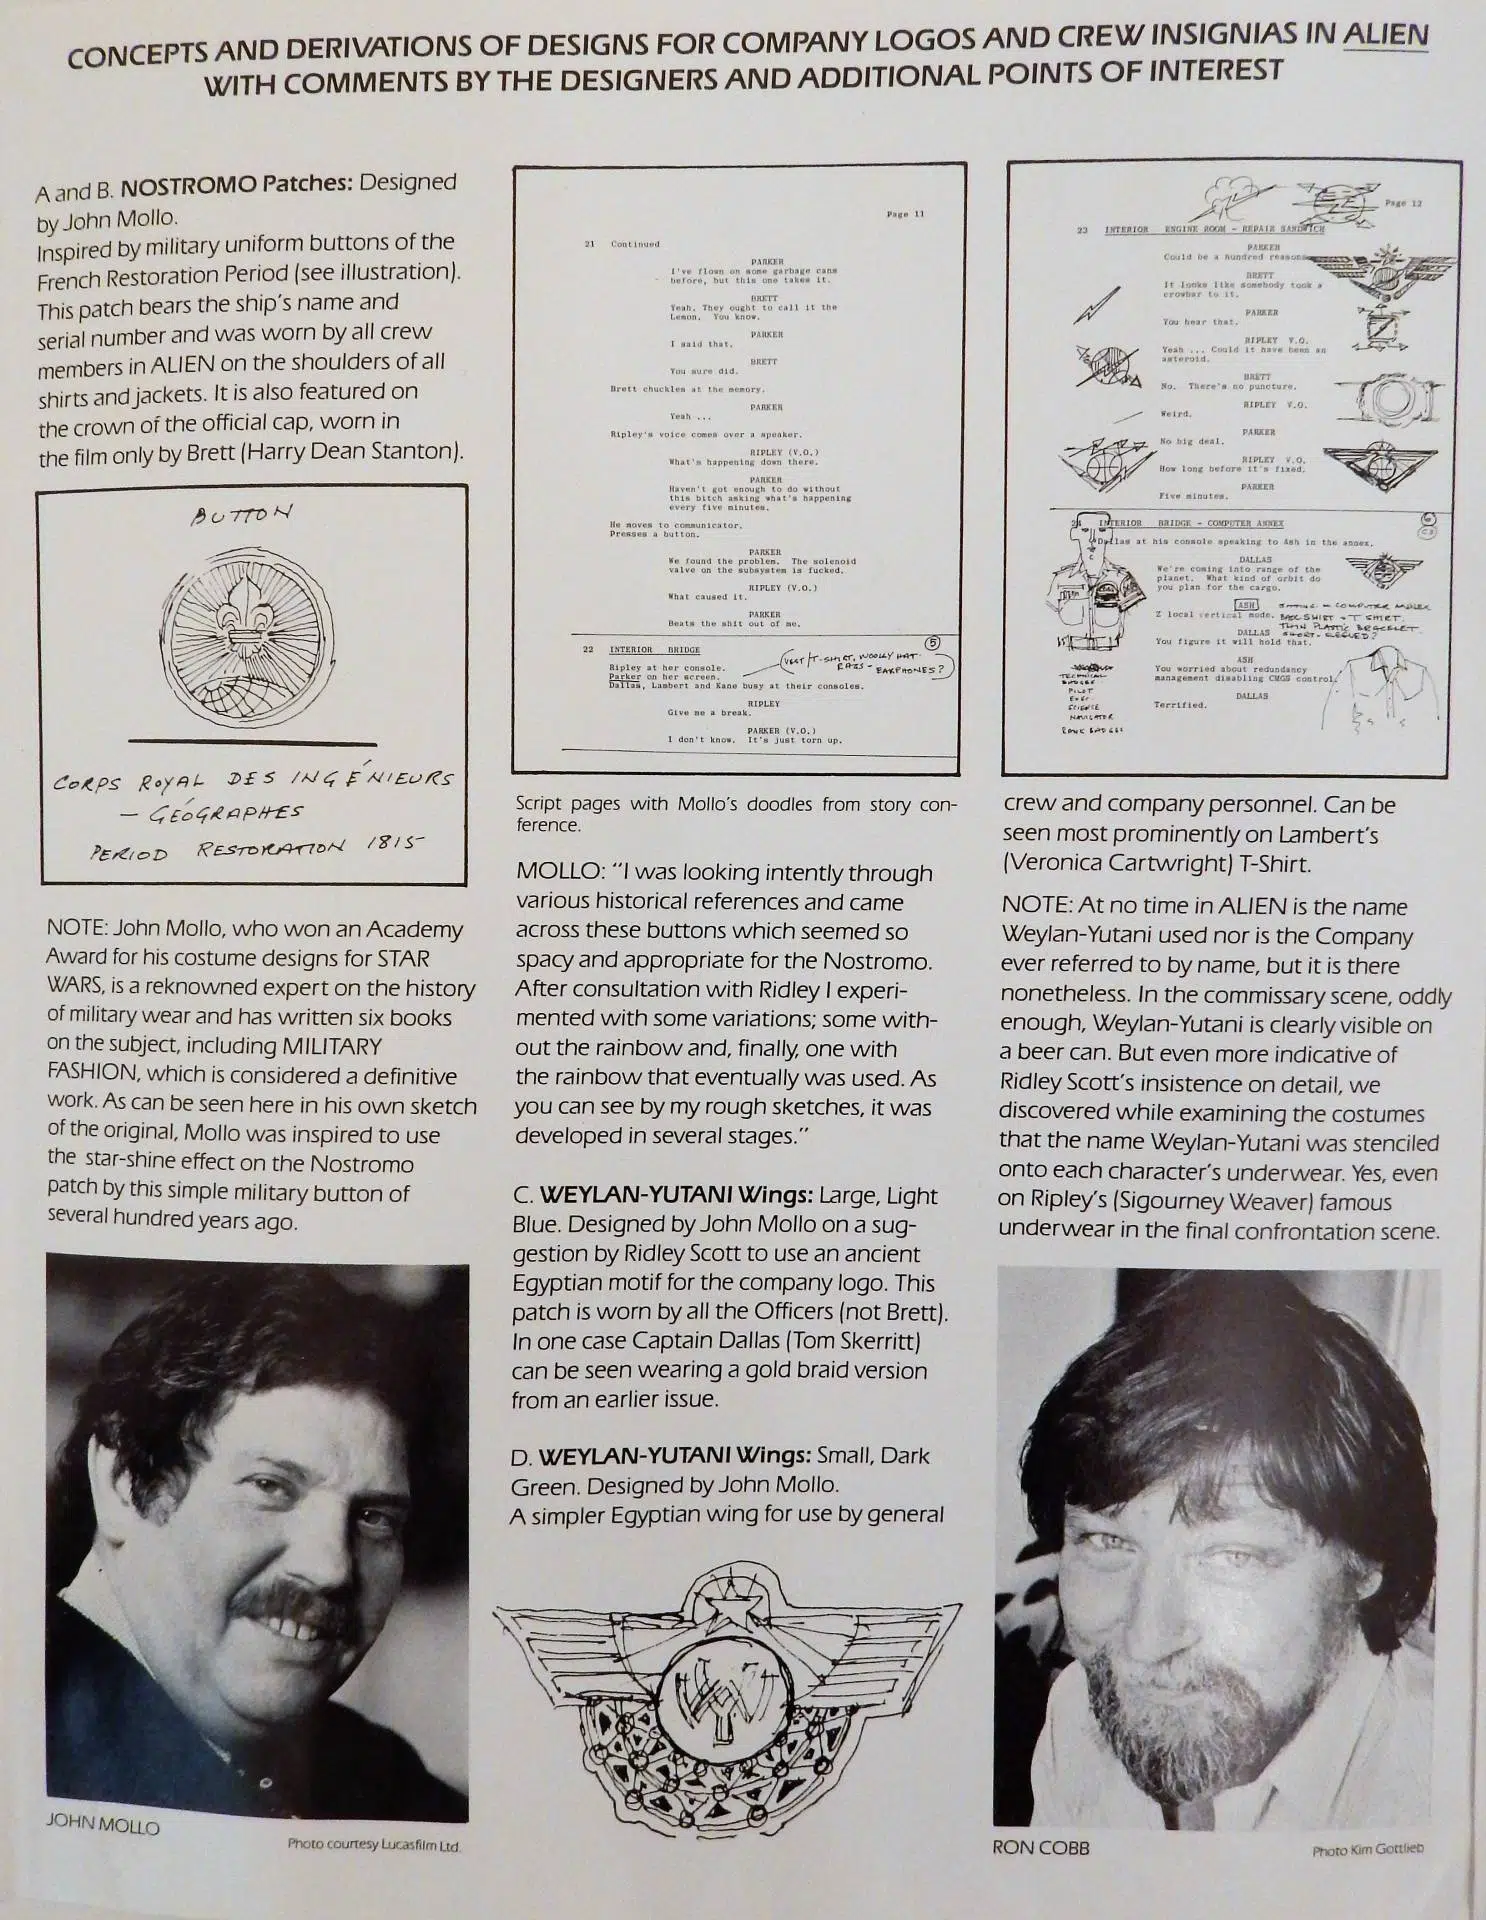 CONCEPTS AND DERIVATIONS OF DESIGNS FOR COMPANY LOGOS AND CREW INSIGNIAS IN ALIEN
WITH COMMENTS BY THE DESIGNERS AND ADDITIONAL POINTS OF INTEREST
A and B. NOSTROMO Patches: Designed
by John Mollo.
Inspired by military uniform buttons of the
French Restoration Period (see illustration).
This patch bears the ship's name and
serial number and was worn by all crew
members in ALIEN on the shoulders of all
shirts and jackets. It is also featured on
the crown of the official cap, worn in
the film only by Brett (Harry Dean Stanton).
BUTTON
CORPS ROYAL DES INGÉNIEURS
— GÉOGRAPHES
PERIOD RESTORATION 1815
NOTE: John Mollo, who won an Academy
Award for his costume designs for STAR
WARS, is a reknowned expert on the history
of military wear and has written six books
on the subject, including MILITARY
FASHION, which is considered a definitive
work. As can be seen here in his own sketch
of the original, Mollo was inspired to use
the star-shine effect on the Nostromo
patch by this simple military button of
several hundred years ago.
JOHN MOLLO
Photo courtesy Lucasfilm Ltd.
Page 11
21 Continued
PARKER
I've flown on some garbage cans
before, but this one takes it.
BRETT
Yeah. They ought to call it the
Lemon. You know.
PARKER
I said that.
BRETT
You sure did.
Brett chuckles at the memory.
PARKER
Yeah ...
Ripley's voice comes over a speaker.
RIPLEY (V.O.)
What's happening down there.
PARKER
Haven't got enough to do without
this bitch asking what's happening
every five minutes.
He moves to communicator.
Presses a button.
PARKER
We found the problem. The solenoid
valve on the subsystem is fucked.
RIPLEY (V.O.)
What caused it.
PARKER
Beats the shit out of me.
5
22 INTERIOR BRIDGE
VEST/T-SHIRT, WOOLLY HAT
EARPHONES?
Ripley at her console.
Parker on her screen.
Dallas, Lambert and Kane busy at their consoles.
RIPLEY
Give me a break.
PARKER (V.O.)
I don't know. It's just torn up.
Script pages with Mollo's doodles from story con-
ference.
MOLLO: "I was looking intently through
various historical references and came
across these buttons which seemed so
spacy and appropriate for the Nostromo.
After consultation with Ridley I experi-
mented with some variations; some with-
out the rainbow and, finally, one with
the rainbow that eventually was used. As
you can see by my rough sketches, it was
developed in several stages."
C. WEYLAN-YUTANI Wings: Large, Light
Blue. Designed by John Mollo on a sug-
gestion by Ridley Scott to use an ancient
Egyptian motif for the company logo. This
patch is worn by all the Officers (not Brett).
In one case Captain Dallas (Tom Skerritt)
can be seen wearing a gold braid version
from an earlier issue.
D. WEYLAN-YUTANI Wings: Small, Dark
Green. Designed by John Mollo.
A simpler Egyptian wing for use by general
Page 12
23 INTERIOR ENGINE ROOM - REPAIR SANDWICH
PARKER
Could be a hundred reasons
BRETT
It looks like somebody took a
crowbar to it.
PARKER
You hear that.
RIPLEY V.O.
Yeah ... Could it have been an
asteroid.
BRETT
No. There's no puncture.
RIPLEY V.O.
Weird.
PARKER
No big deal.
RIPLEY V.O.
How long before it's fixed.
PARKER
Five minutes.
INTERIOR BRIDGE - COMPUTER ANNEX
Dallas at his console speaking to Ash in the annex.
DALLAS
We're coming into range of the
planet. What kind of orbit do
you plan for the cargo.
ASH
Z local vertical mode.
THIN PLASTIC BRACELET
SHORT-SLEEVED?
DALLAS
You figure it will hold that.
ASH
You worried about redundancy
management disabling CMGS control.
DALLAS
Terrified.
TECHNICAL
BADGES
PILOT
EXEC.
SCIENCE
NAVIGATOR
RANK BADGES
crew and company personnel. Can be
seen most prominently on Lambert's
(Veronica Cartwright) T-Shirt.
NOTE: At no time in ALIEN is the name
Weylan-Yutani used nor is the Company
ever referred to by name, but it is there
nonetheless. In the commissary scene, oddly
enough, Weylan-Yutani is clearly visible on
a beer can. But even more indicative of
Ridley Scott's insistence on detail, we
discovered while examining the costumes
that the name Weylan-Yutani was stenciled
onto each character's underwear. Yes, even
on Ripley's (Sigourney Weaver) famous
underwear in the final confrontation scene.
RON COBB
Photo Kim Gottlieb